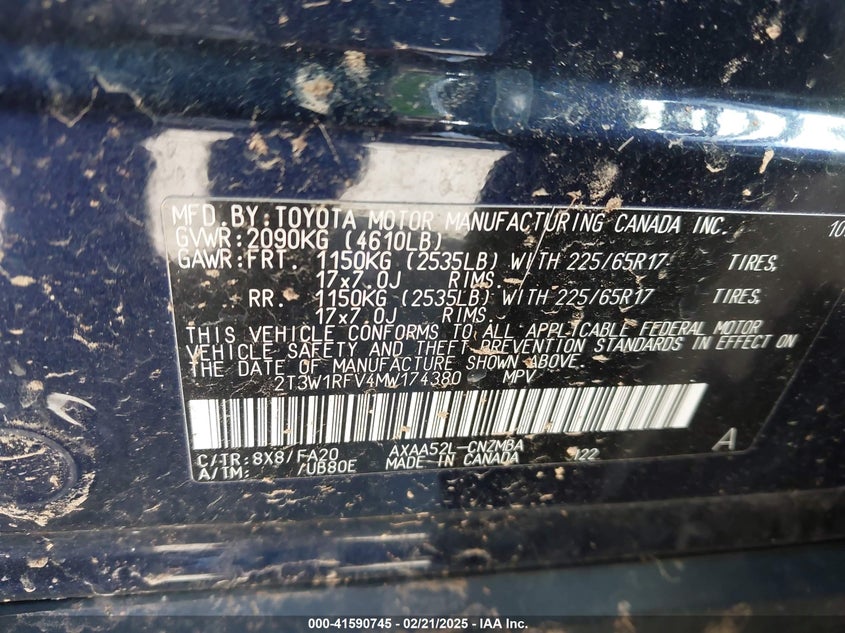 MFD.BY:TOYOTA MOTOR MANUFACTURING CANADA INC. 10
GVWR:2090KG (4610LB)
GAWR:FRT. 1150KG (2535LB) WITH 225/65R17 TIRES,
17x7.0J RIMS.
RR. 1150KG (2535LB) WITH 225/65R17 TIRES,
17x7.0J RIMS.
THIS VEHICLE CONFORMS TO ALL APPLICABLE FEDERAL MOTOR
VEHICLE SAFETY AND THEFT PREVENTION STANDARDS IN EFFECT ON
THE DATE OF MANUFACTURE SHOWN ABOVE.
2T3W1RFV4MW174380 MPV
C/TR:8X8/FA20 AXAA52L-CNZMBA 122 A
A/TM: /UB80E MADE IN CANADA
000-41590745 / 02/21/2025 / IAA Inc.